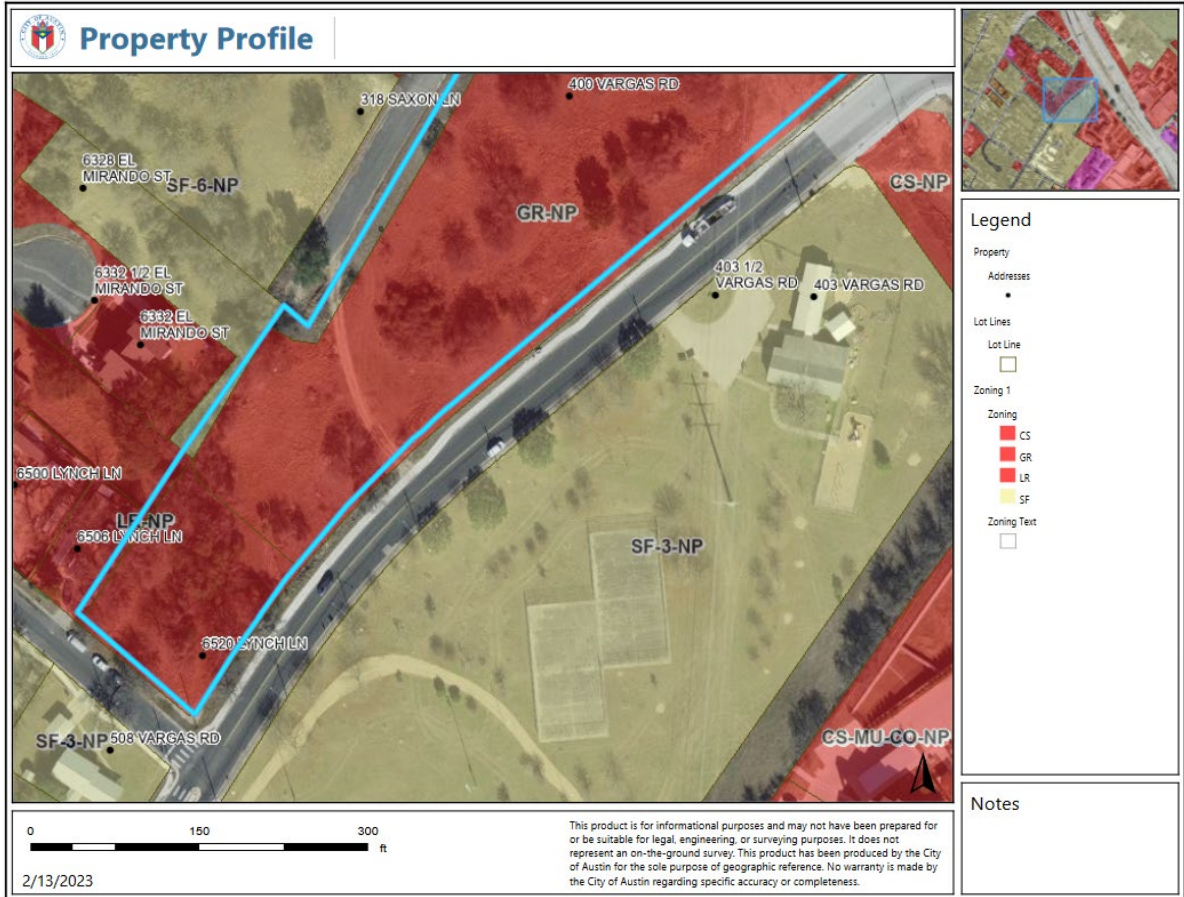 CITY OF AUSTIN
Property Profile
318 SAXON LN
400 VARGAS RD
6328 EL
MIRANDO ST
SF-6-NP
GR-NP
CS-NP
6332 1/2 EL
MIRANDO ST
403 1/2
VARGAS RD
403 VARGAS RD
6332 EL
MIRANDO ST
6500 LYNCH LN
LR-NP
6506 LYNCH LN
SF-3-NP
6520 LYNCH LN
SF-3-NP
508 VARGAS RD
CS-MU-CO-NP
Legend
Property
Addresses
Lot Lines
Lot Line
Zoning 1
Zoning
CS
GR
LR
SF
Zoning Text
Notes
0 150 300
ft
2/13/2023
This product is for informational purposes and may not have been prepared for
or be suitable for legal, engineering, or surveying purposes. It does not
represent an on-the-ground survey. This product has been produced by the City
of Austin for the sole purpose of geographic reference. No warranty is made by
the City of Austin regarding specific accuracy or completeness.